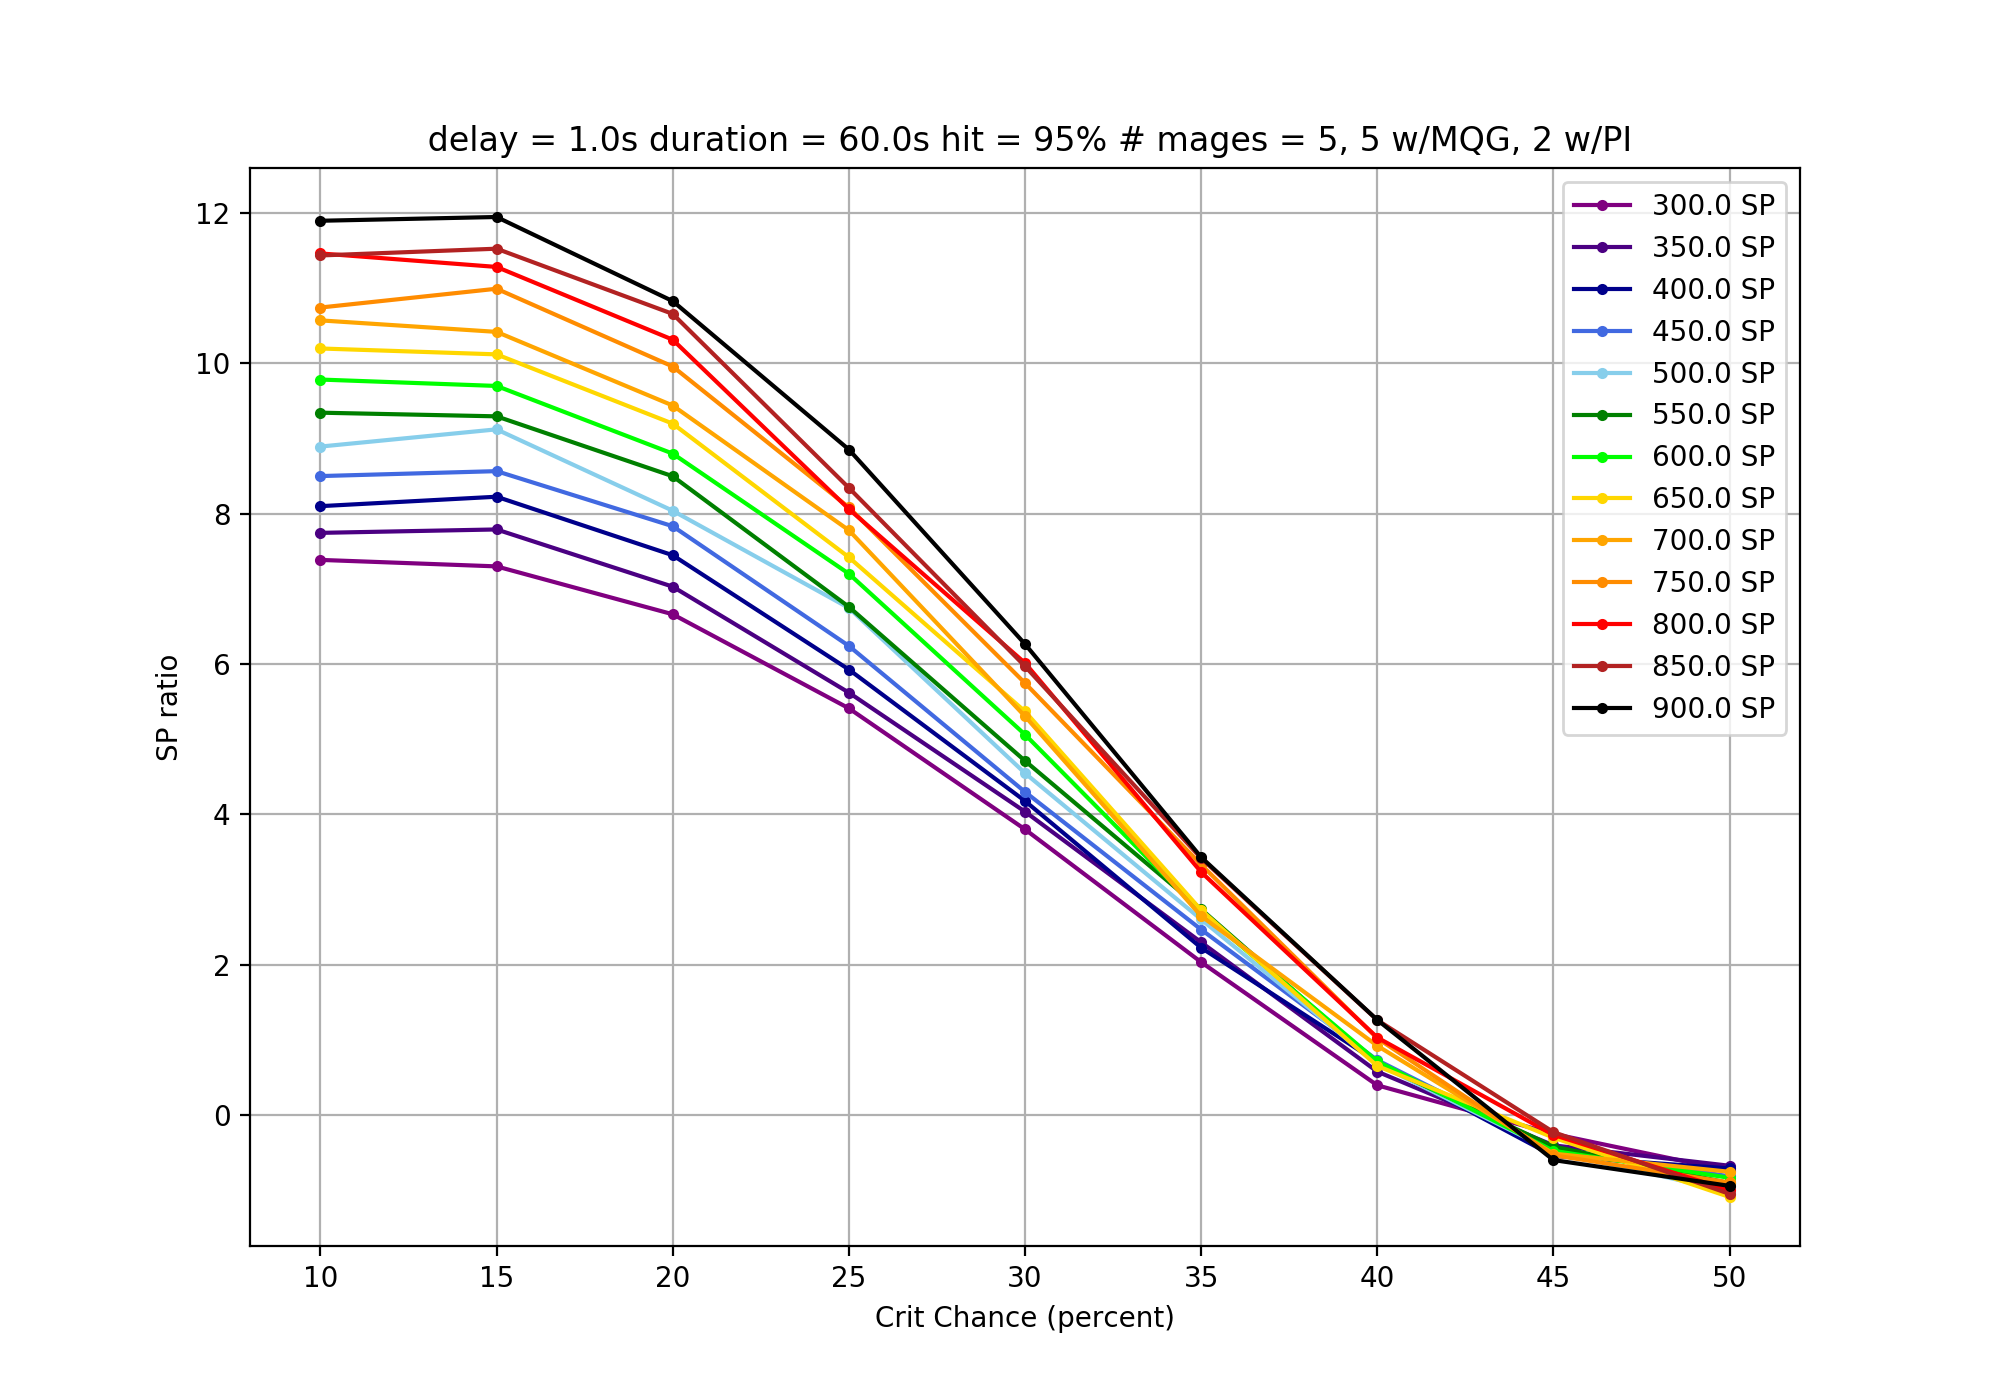 delay = 1.0s duration = 60.0s hit = 95% # mages = 5, 5 w/MQG, 2 w/PI
12
10
8
6
4
2
0
SP ratio
300.0 SP
350.0 SP
400.0 SP
450.0 SP
500.0 SP
550.0 SP
600.0 SP
650.0 SP
700.0 SP
750.0 SP
800.0 SP
850.0 SP
900.0 SP
10 15 20 25 30 35 40 45 50
Crit Chance (percent)